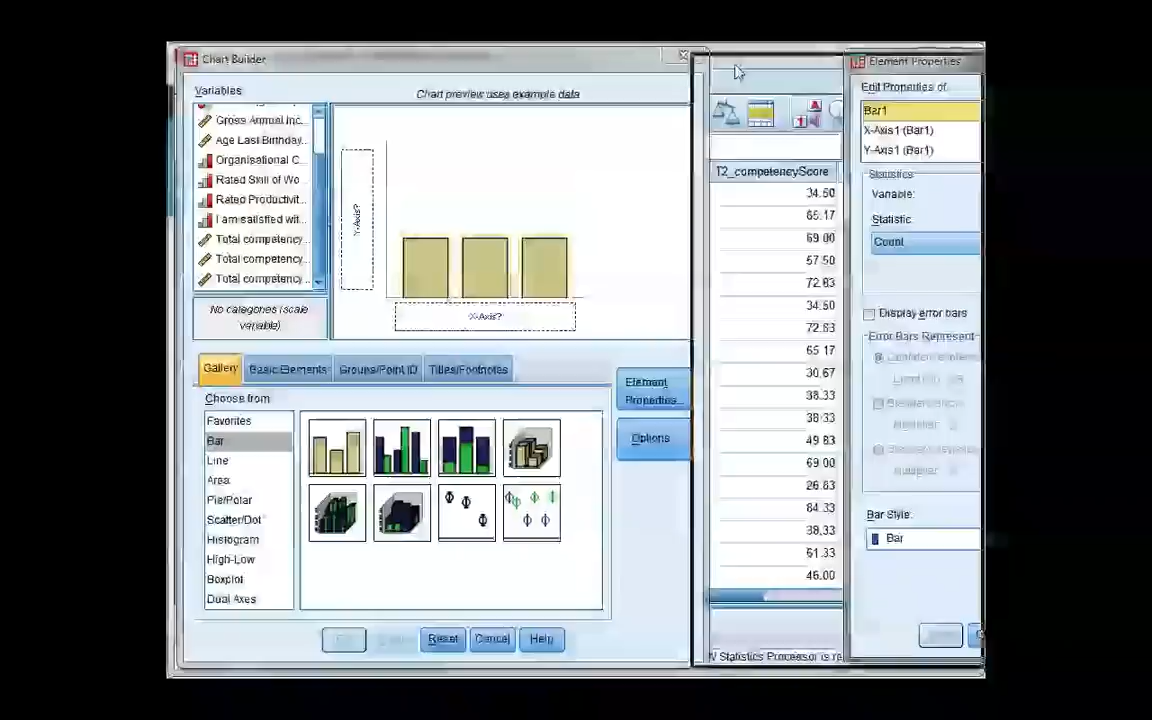 Chart Builder
Variables
Gross Annual Inc..
Age Last Birthday..
Organisational C..
Rated Skill of Wo..
Rated Productivit..
I am satisfied wit..
Total competency..
Total competency..
Total competency..
No categories (scale
variable)
Chart preview uses example data
Y-Axis?
X-Axis?
Gallery
Basic Elements
Groups/Point ID
Titles/Footnotes
Choose from
Favorites
Bar
Line
Area
Pie/Polar
Scatter/Dot
Histogram
High-Low
Boxplot
Dual Axes
Element
Properties...
Options
Reset
Cancel
Help
T2_competencyScore
34.50
65.17
69.00
57.50
72.83
34.50
72.83
65.17
30.67
38.33
38.33
49.83
69.00
26.83
84.33
38.33
61.33
46.00
Statistics Processor is re
Element Properties
Edit Properties of
Bar1
X-Axis1 (Bar1)
Y-Axis1 (Bar1)
Statistics
Variable:
Statistic
Count
Display error bars
Error Bars Represent
Bar Style:
Bar